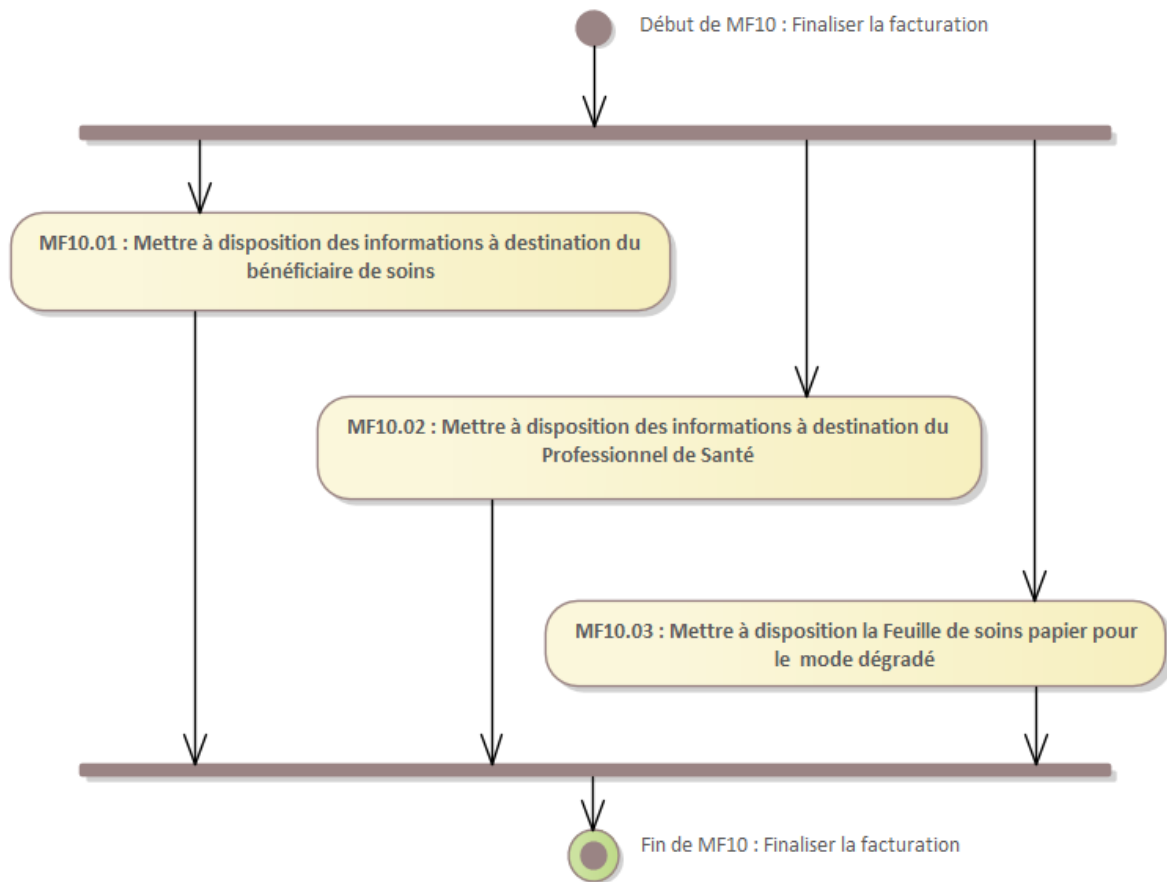 Début de MF10 : Finaliser la facturation
MF10.01 : Mettre à disposition des informations à destination du
bénéficiaire de soins
MF10.02 : Mettre à disposition des informations à destination du
Professionnel de Santé
MF10.03 : Mettre à disposition la Feuille de soins papier pour
le mode dégradé
Fin de MF10 : Finaliser la facturation